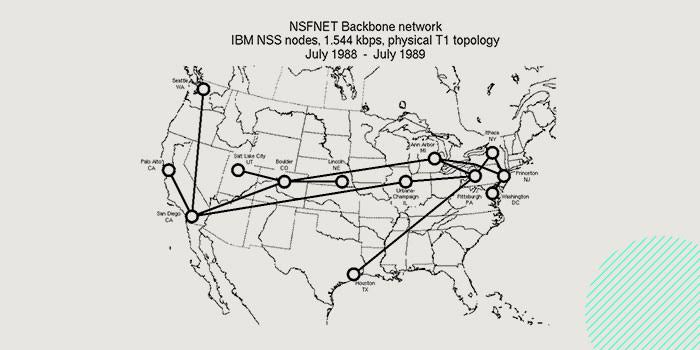 NSFNET Backbone network
IBM NSS nodes, 1.544 kbps, physical T1 topology
July 1988 - July 1989
Seattle
WA
Ithaca
NY
Ann Arbor
MI
Palo Alto
CA
Salt Lake City
UT
Boulder
CO
Lincoln
NE
Urbana-
Champaign
IL
Pittsburgh
PA
Princeton
NJ
Washington
DC
San Diego
CA
Houston
TX